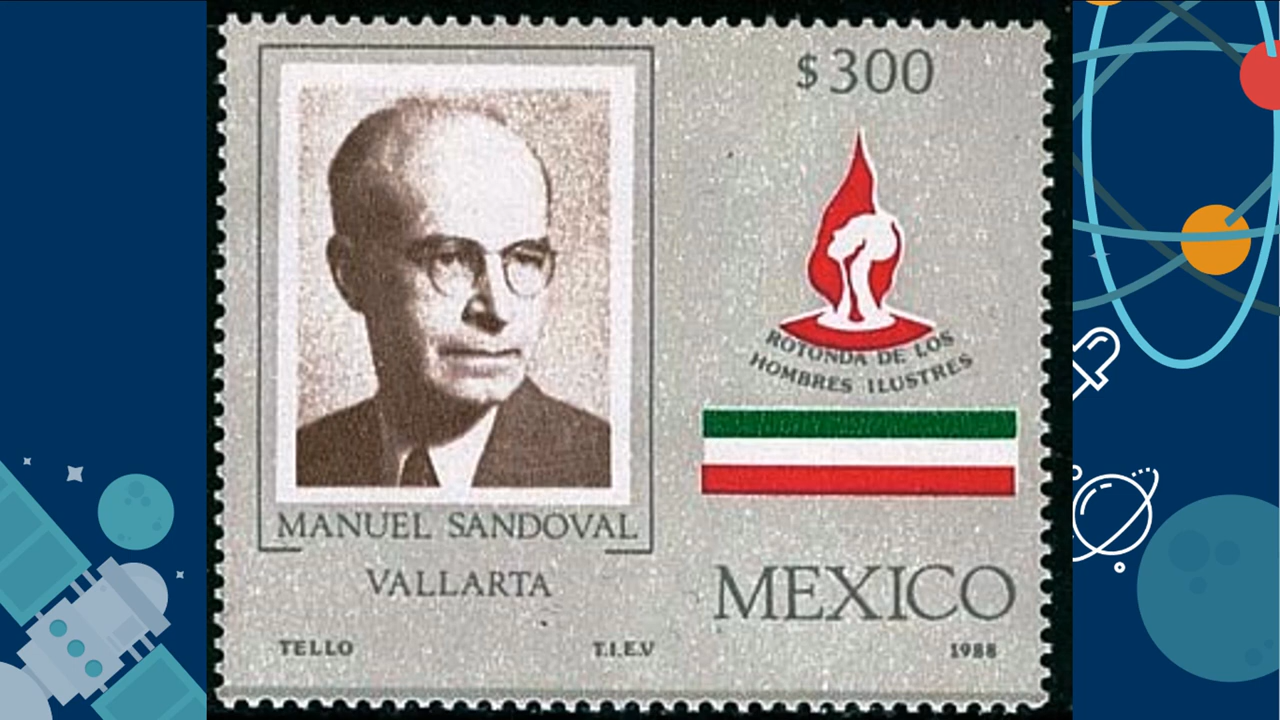 $300
ROTONDA DE LOS
HOMBRES ILUSTRES
MANUEL SANDOVAL
VALLARTA
MEXICO
TELLO
T.I.E.V
1988